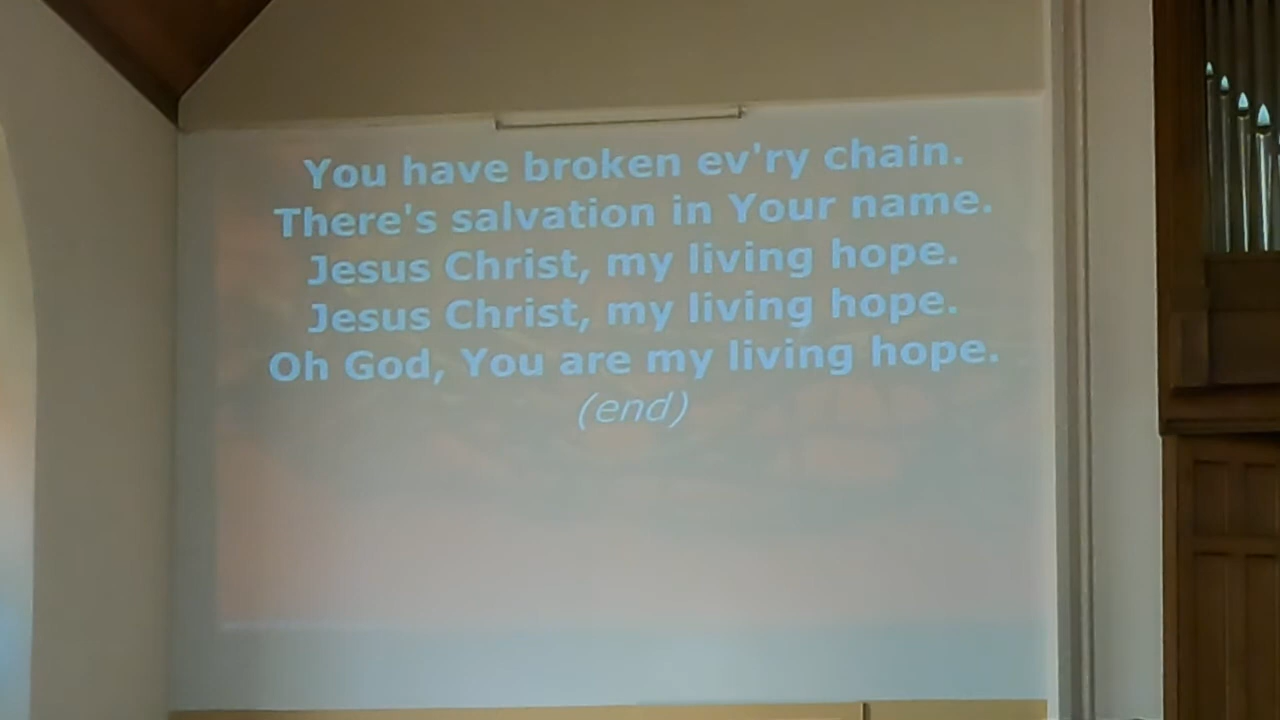 You have broken ev'ry chain.
There's salvation in Your name.
Jesus Christ, my living hope.
Jesus Christ, my living hope.
Oh God, You are my living hope.
(end)